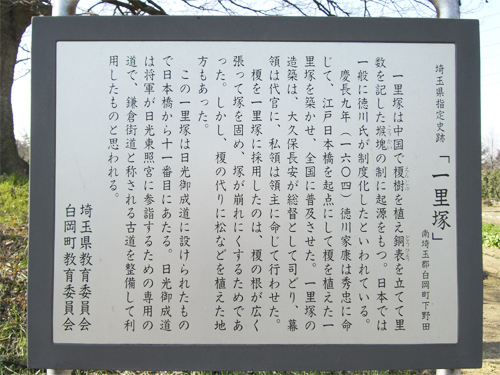 埼玉県指定史跡 「一里塚」
南埼玉郡白岡町下野田
一里塚は中国で榎樹を植え銅表を立てて里
数を記した堠塊の制に起源をもつ。日本では
一般に徳川氏が制度化したといわれている。
慶長九年（一六〇四）徳川家康は秀忠に命
じて、江戸日本橋を起点にして榎を植えた一
里塚を築かせ、全国に普及させた。一里塚の
造築は、大久保長安が総督として司どり、幕
領は代官に、私領は領主に命じて行わせた。
榎を一里塚に採用したのは、榎の根が広く
張って塚を固め、塚が崩れにくするためであ
った。しかし、榎の代りに松などを植えた地
方もあった。
この一里塚は日光御成道に設けられたもの
で日本橋から十一番目にあたる。日光御成道
は将軍が日光東照宮に参詣するための専用の
道で、鎌倉街道と称される古道を整備して利
用したものと思われる。
埼玉県教育委員会
白岡町教育委員会